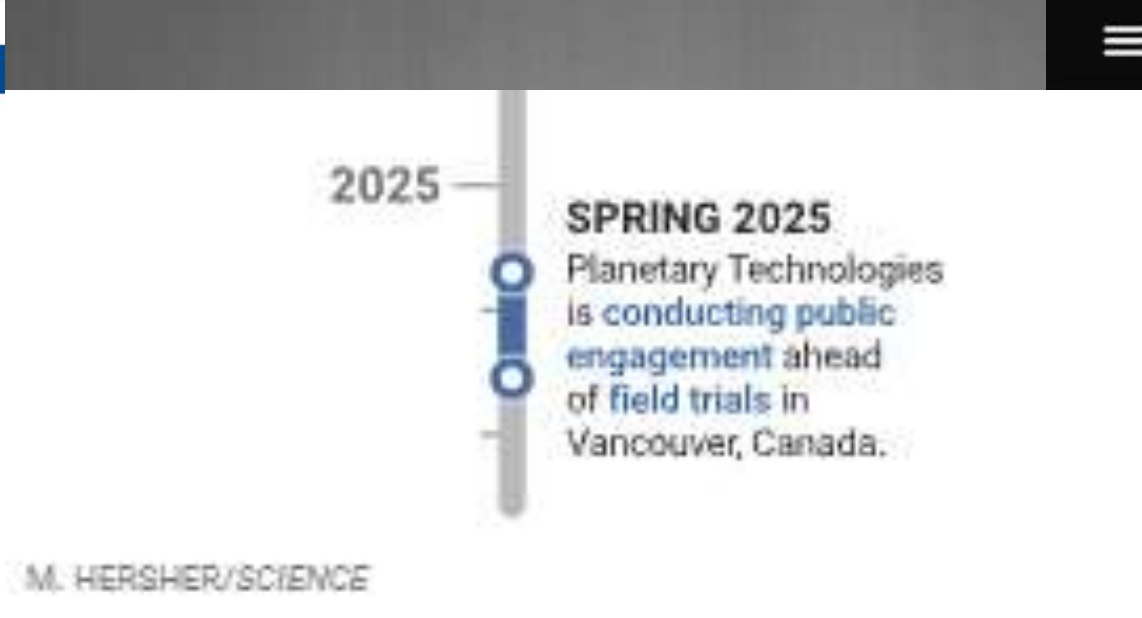 2025
SPRING 2025
Planetary Technologies
is conducting public
engagement ahead
of field trials in
Vancouver, Canada.
M. HERSHER/SCIENCE